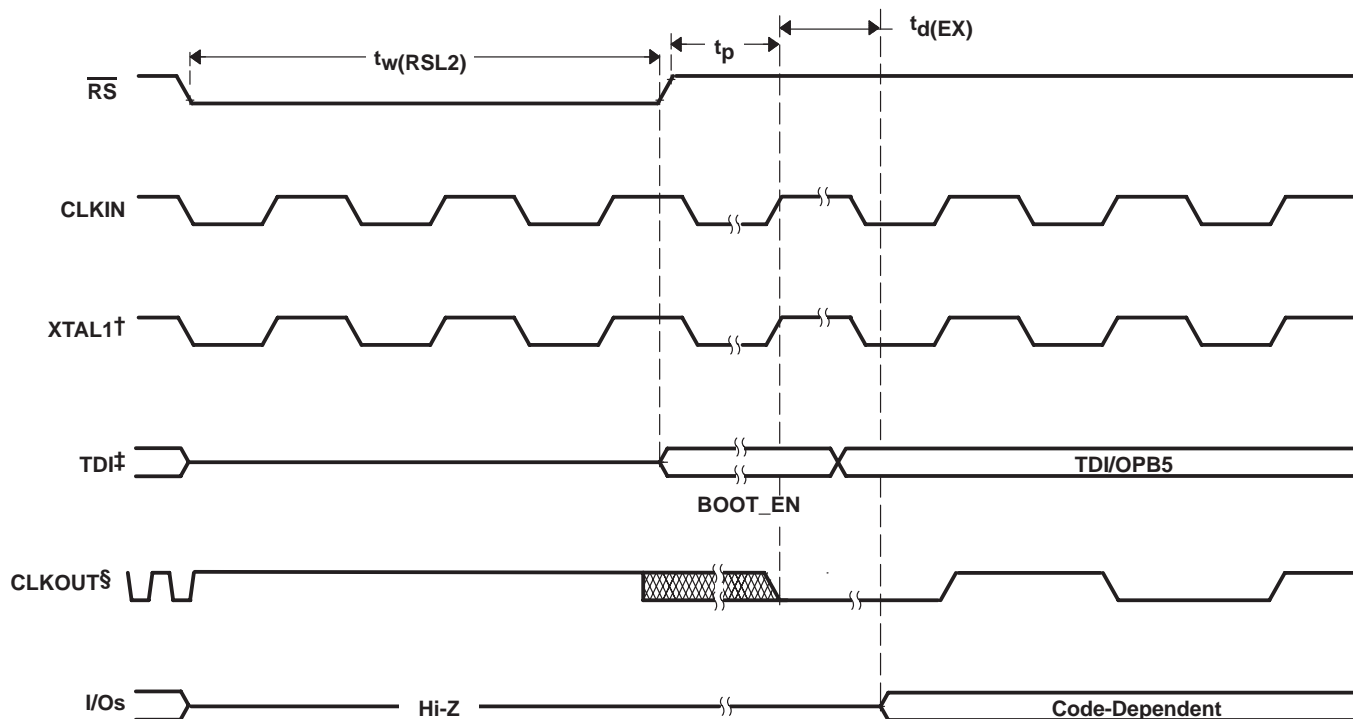 td(EX)
tw(RSL2)
tp
RS
CLKIN
XTAL1†
TDI‡
TDI/OPB5
BOOT_EN
CLKOUT§
I/Os
Hi-Z
Code-Dependent